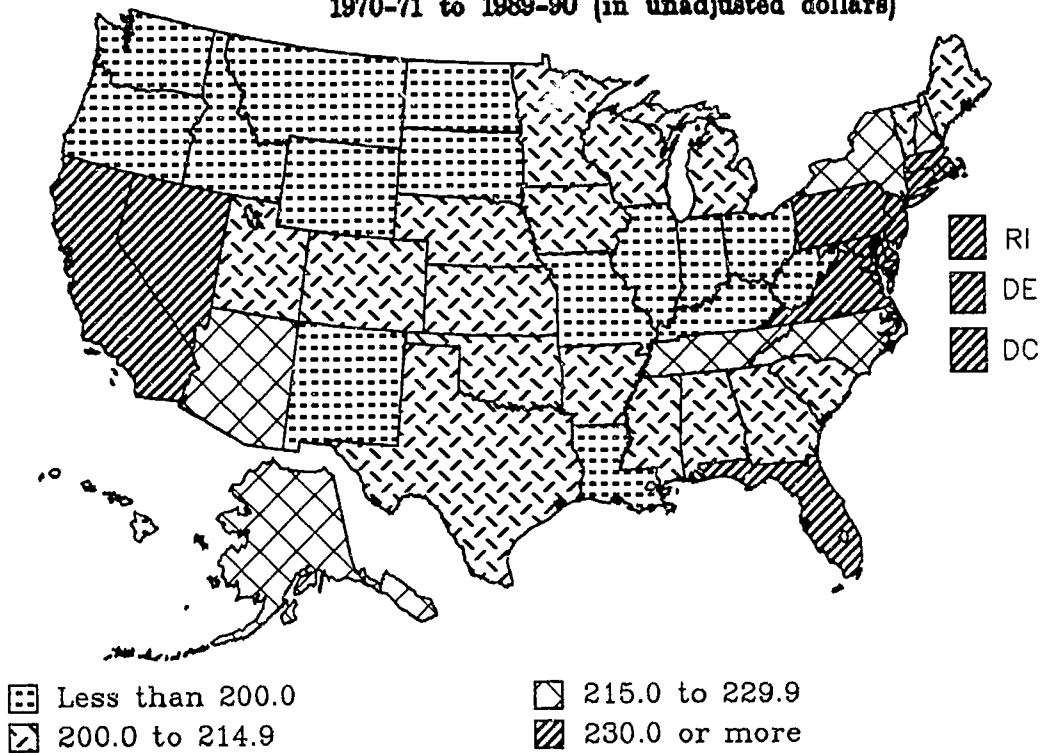 1970-71 to 1989-90 (in unadjusted dollars)
RI
DE
DC
Less than 200.0
200.0 to 214.9
215.0 to 229.9
230.0 or more